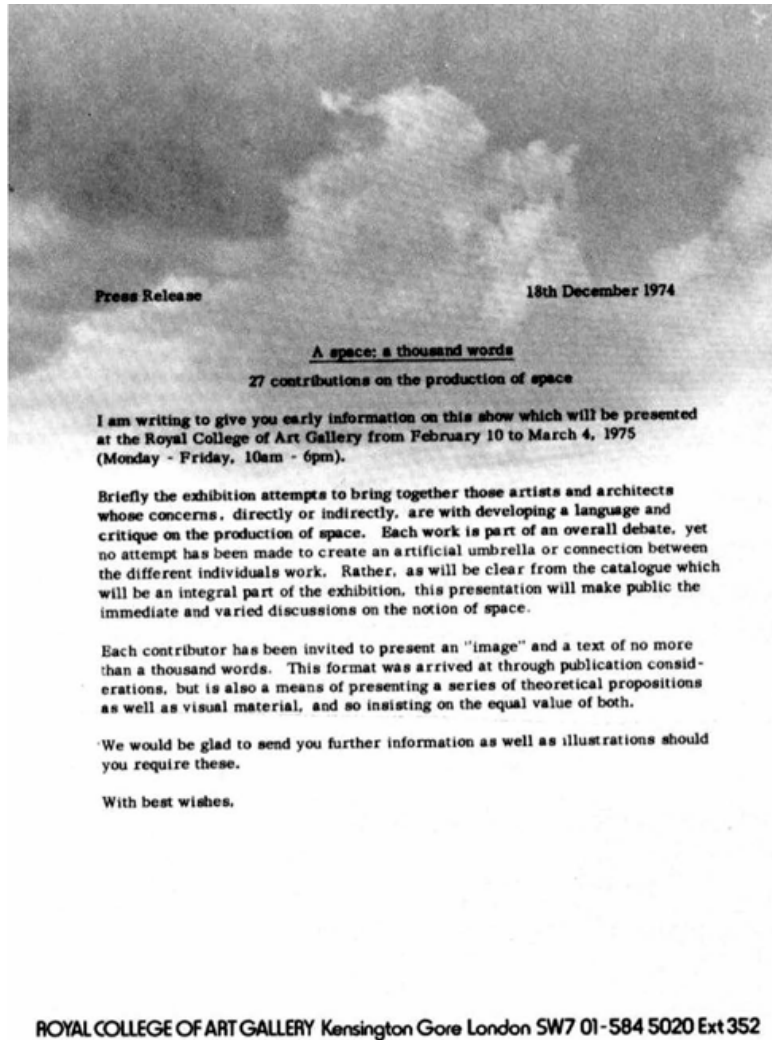 Press Release 18th December 1974
A space: a thousand words
27 contributions on the production of space
I am writing to give you early information on this show which will be presented
at the Royal College of Art Gallery from February 10 to March 4, 1975
(Monday - Friday, 10am - 6pm).
Briefly the exhibition attempts to bring together those artists and architects
whose concerns, directly or indirectly, are with developing a language and
critique on the production of space. Each work is part of an overall debate, yet
no attempt has been made to create an artificial umbrella or connection between
the different individuals work. Rather, as will be clear from the catalogue which
will be an integral part of the exhibition, this presentation will make public the
immediate and varied discussions on the notion of space.
Each contributor has been invited to present an "image" and a text of no more
than a thousand words. This format was arrived at through publication consid-
erations, but is also a means of presenting a series of theoretical propositions
as well as visual material, and so insisting on the equal value of both.
We would be glad to send you further information as well as illustrations should
you require these.
With best wishes,
ROYAL COLLEGE OF ART GALLERY Kensington Gore London SW7 01-584 5020 Ext 352